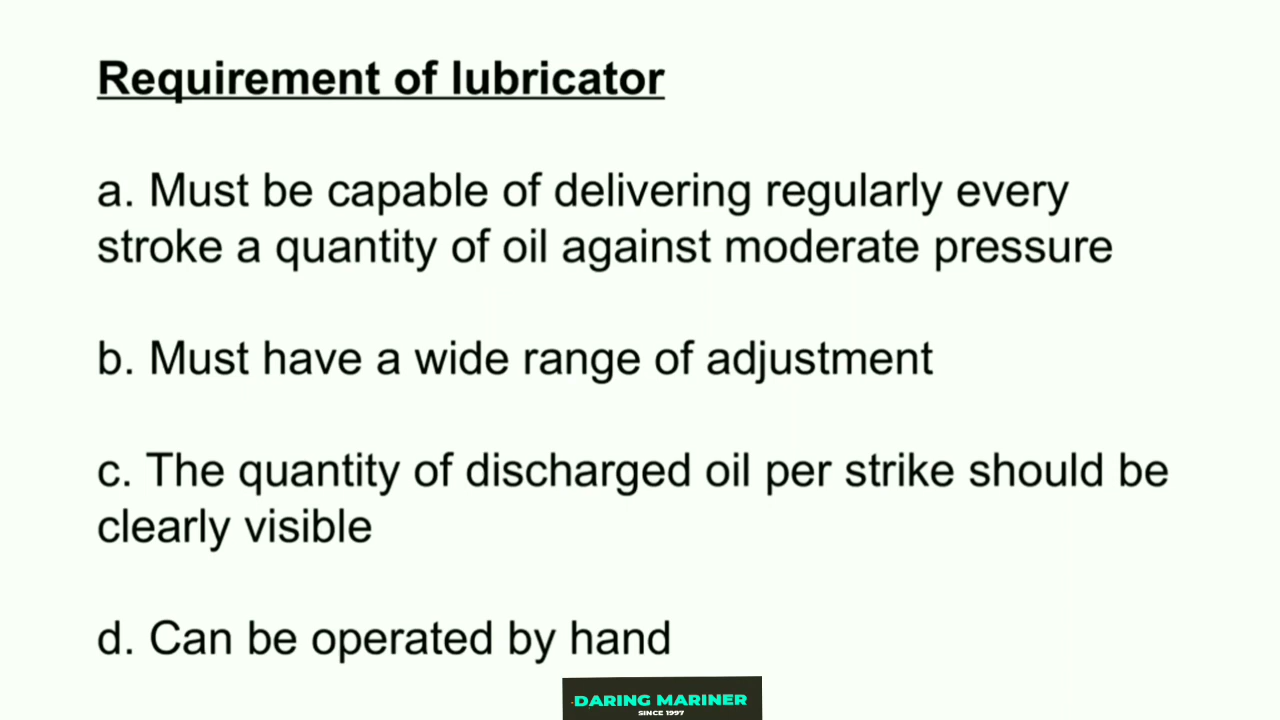 Requirement of lubricator
a. Must be capable of delivering regularly every
stroke a quantity of oil against moderate pressure
b. Must have a wide range of adjustment
c. The quantity of discharged oil per strike should be
clearly visible
d. Can be operated by hand
DARING MARINER
SINCE 1997